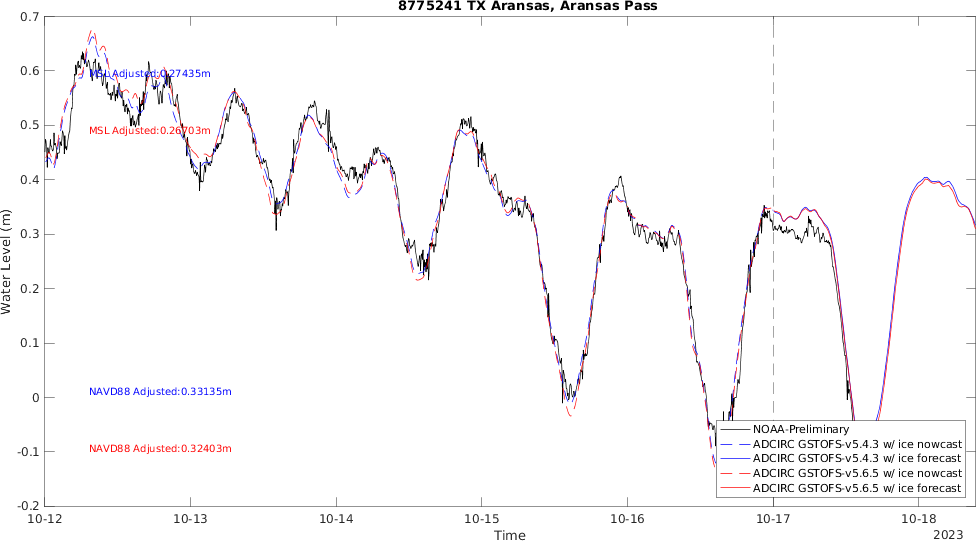 8775241 TX Aransas, Aransas Pass
0.7
0.6
0.5
0.4
0.3
0.2
0.1
0
-0.1
-0.2
Water Level (m)
MSL Adjusted:0.27435m
MSL Adjusted:0.26703m
NAVD88 Adjusted:0.33135m
NAVD88 Adjusted:0.32403m
NOAA-Preliminary
ADCIRC GSTOFS-v5.4.3 w/ ice nowcast
ADCIRC GSTOFS-v5.4.3 w/ ice forecast
ADCIRC GSTOFS-v5.6.5 w/ ice nowcast
ADCIRC GSTOFS-v5.6.5 w/ ice forecast
10-12 10-13 10-14 10-15 10-16 10-17 10-18
Time
2023